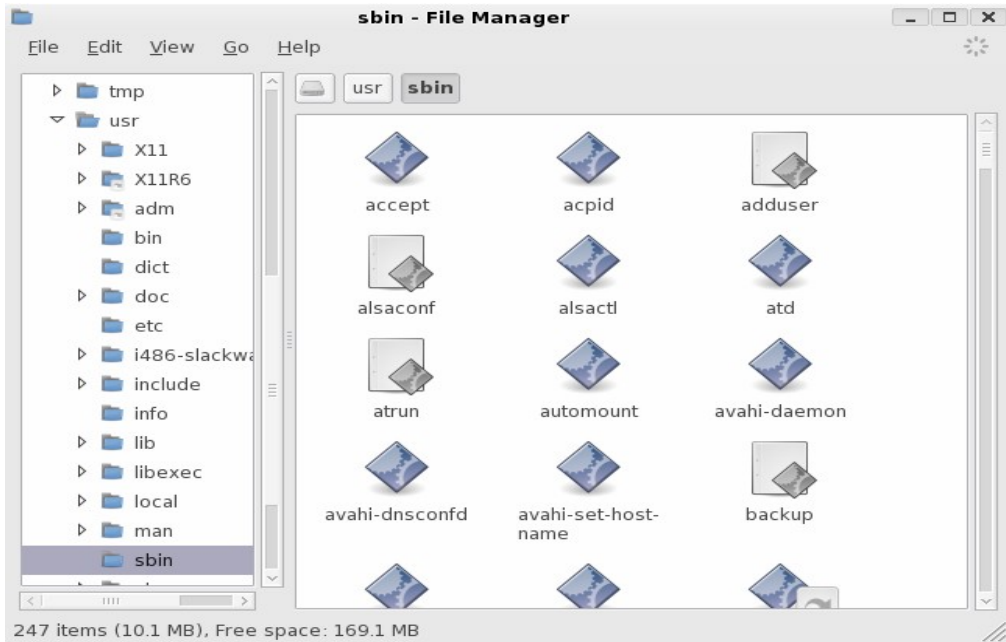 sbin - File Manager
File Edit View Go Help
tmp
usr
X11
X11R6
adm
bin
dict
doc
etc
i486-slackwa
include
info
lib
libexec
local
man
sbin
usr sbin
accept acpid adduser
alsaconf alsactl atd
atrun automount avahi-daemon
avahi-dnsconfd avahi-set-host-name backup
247 items (10.1 MB), Free space: 169.1 MB